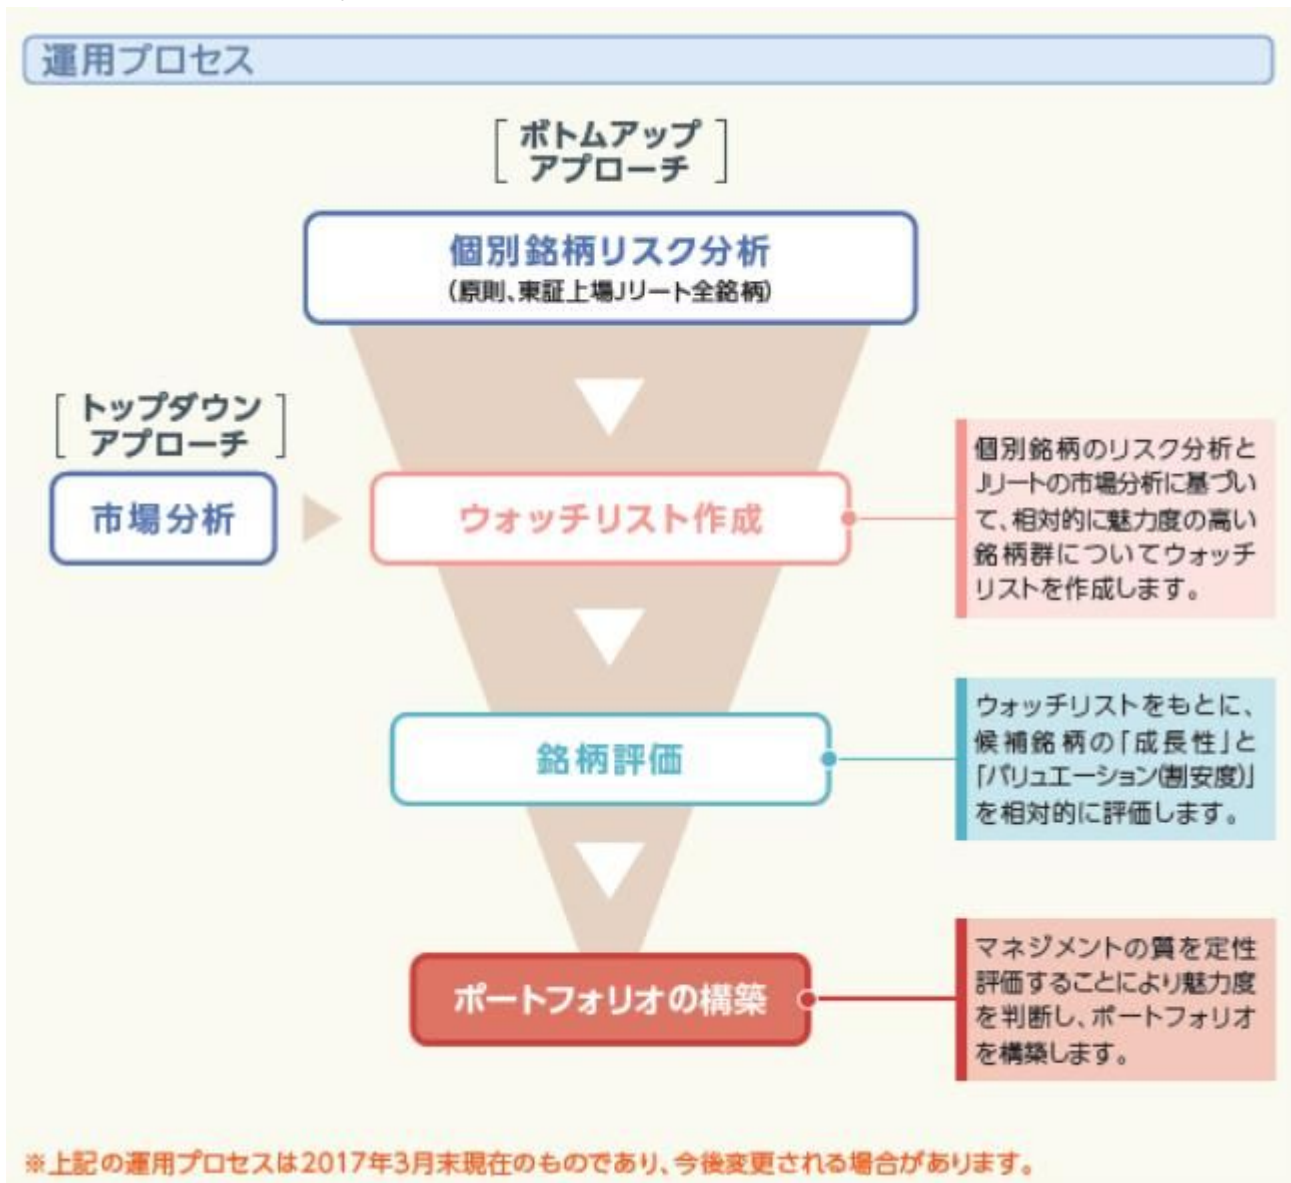 運用プロセス
ボトムアップ
アプローチ
個別銘柄リスク分析
(原則、東証上場Jリート全銘柄)
トップダウン
アプローチ
市場分析
ウォッチリスト作成
個別銘柄のリスク分析と
Jリートの市場分析に基づい
て、相対的に魅力度の高い
銘柄群についてウォッチ
リストを作成します。
銘柄評価
ウォッチリストをもとに、
候補銘柄の「成長性」と
「バリュエーション(割安度)」
を相対的に評価します。
ポートフォリオの構築
マネジメントの質を定性
評価することにより魅力度
を判断し、ポートフォリオ
を構築します。
※上記の運用プロセスは2017年3月末現在のものであり、今後変更される場合があります。